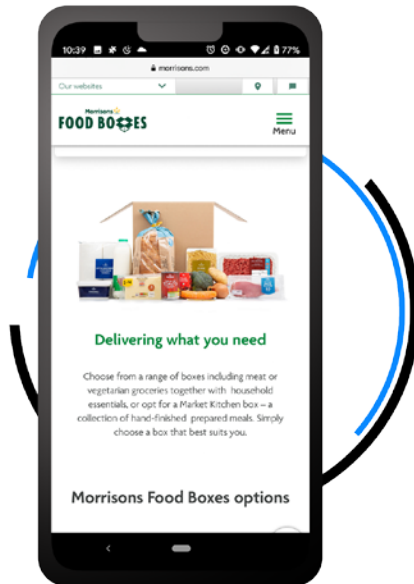 10:39
77%
morrisons.com
Our websites
Morrisons
FOOD BOXES
Menu
Delivering what you need
Choose from a range of boxes including meat or
vegetarian groceries together with household
essentials, or opt for a Market Kitchen box – a
collection of hand-finished prepared meals. Simply
choose a box that best suits you.
Morrisons Food Boxes options